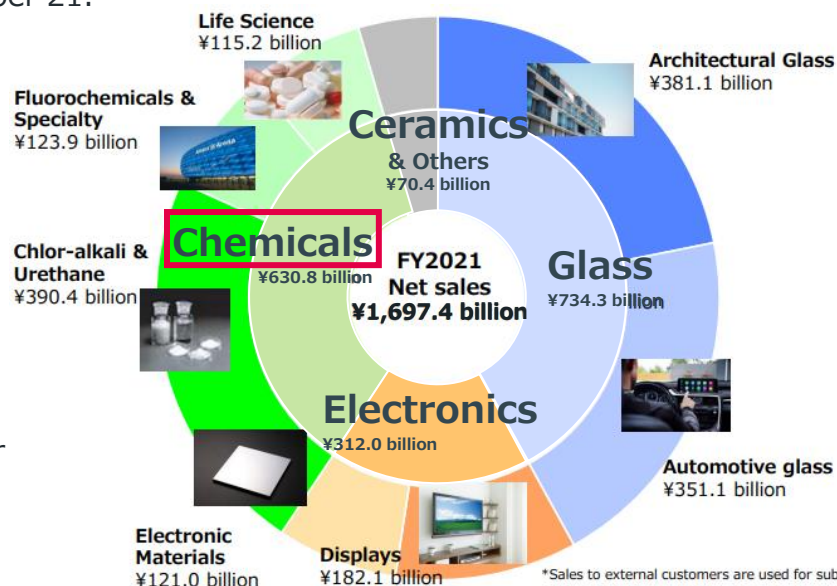 Life Science
¥115.2 billion
Architectural Glass
¥381.1 billion
Fluorochemicals &
Specialty
¥123.9 billion
Ceramics
& Others
¥70.4 billion
Chemicals
¥630.8 billion
Chlor-alkali &
Urethane
¥390.4 billion
FY2021
Net sales
¥1,697.4 billion
Glass
¥734.3 billion
Electronics
¥312.0 billion
Automotive glass
¥351.1 billion
Electronic
Materials
¥121.0 billion
Displays
¥182.1 billion
*Sales to external customers are used for sub